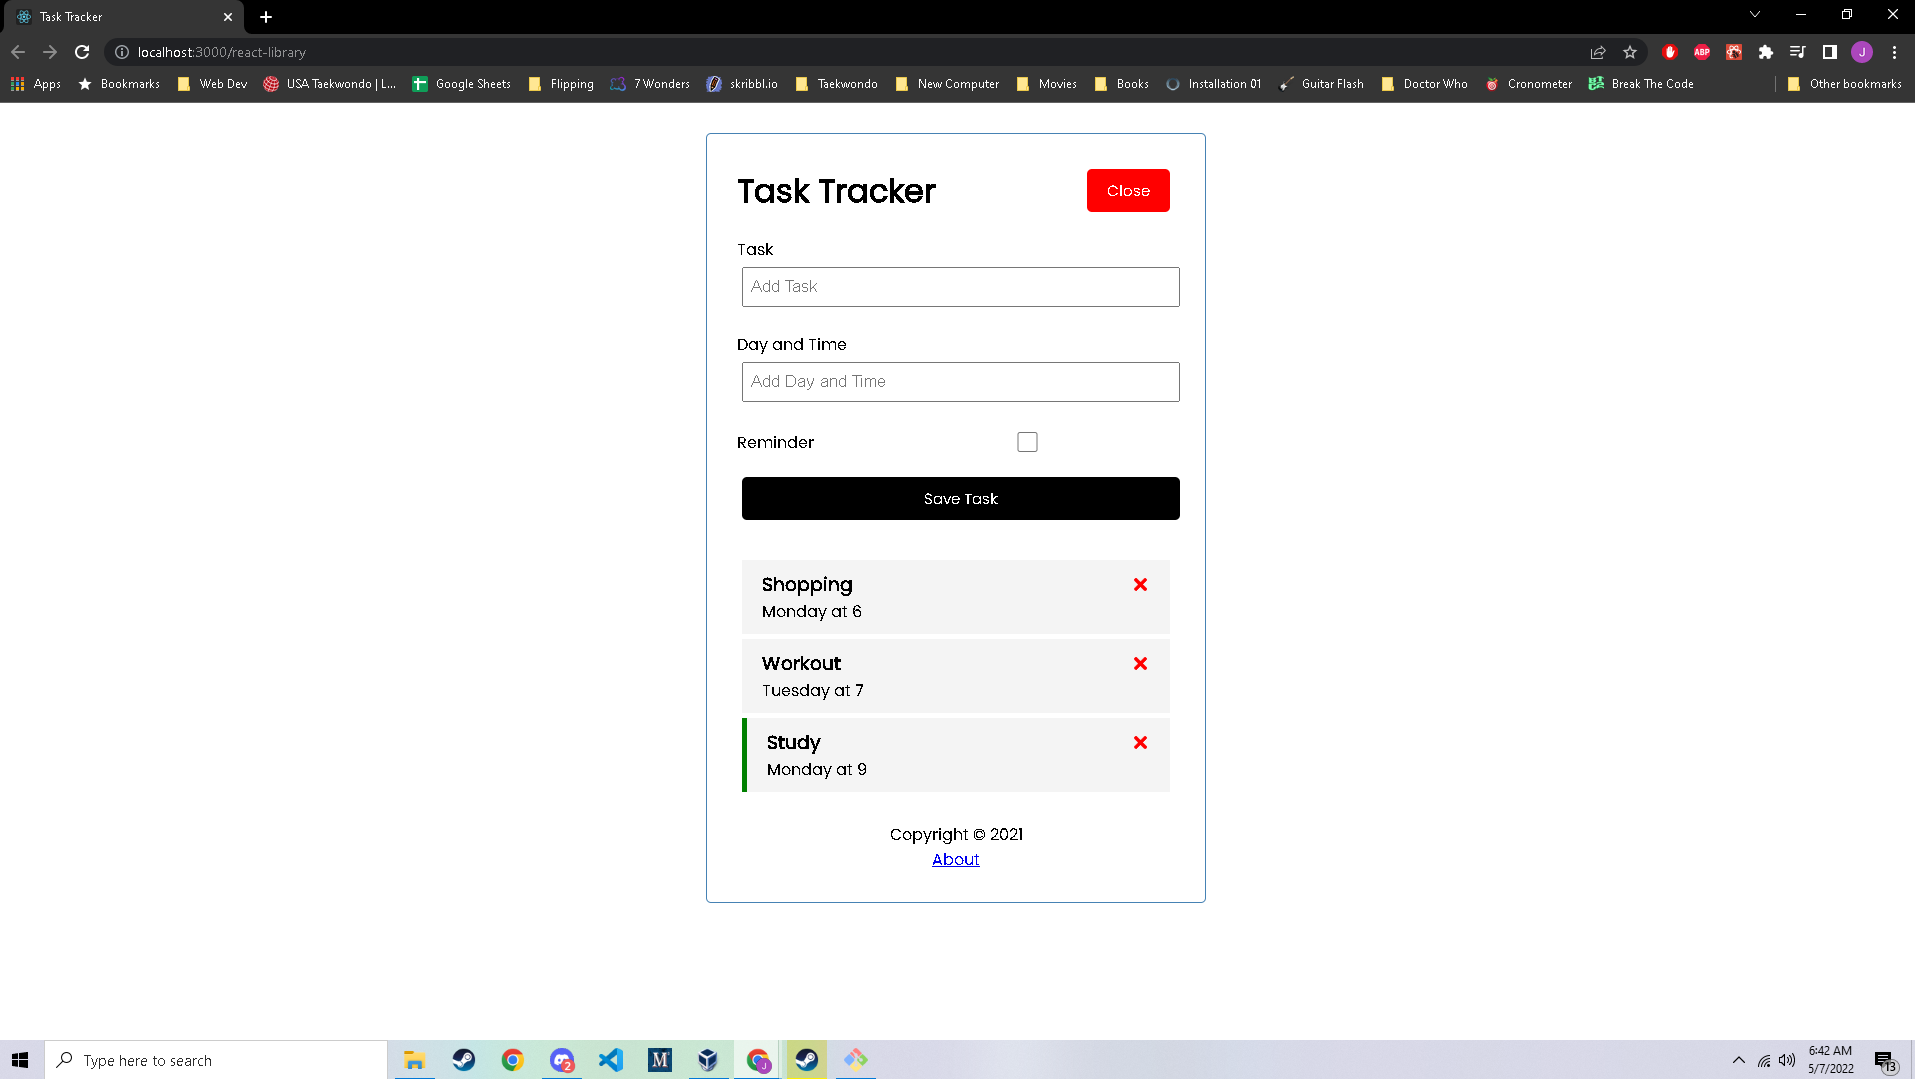 Task Tracker
localhost:3000/react-library
ABP
J
Apps Bookmarks Web Dev USA Taekwondo | L... Google Sheets Flipping 7 Wonders skribbl.io Taekwondo New Computer Movies Books Installation 01 Guitar Flash Doctor Who Cronometer Break The Code Other bookmarks
Task Tracker
Close
Task
Add Task
Day and Time
Add Day and Time
Reminder
Save Task
Shopping
Monday at 6
Workout
Tuesday at 7
Study
Monday at 9
Copyright © 2021
About
Type here to search
2
M
J
6:42 AM
5/7/2022
13